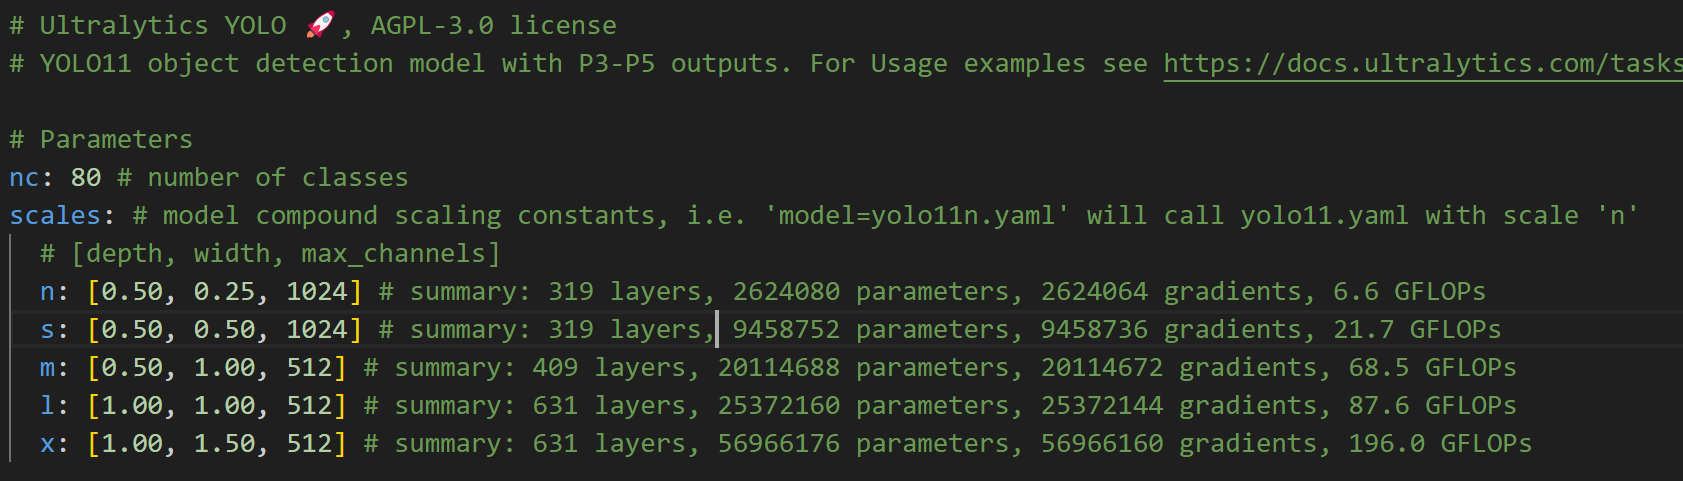 # Ultralytics YOLO 🚀, AGPL-3.0 license
# YOLO11 object detection model with P3-P5 outputs. For Usage examples see https://docs.ultralytics.com/tasks
# Parameters
nc: 80 # number of classes
scales: # model compound scaling constants, i.e. 'model=yolo11n.yaml' will call yolo11.yaml with scale 'n'
# [depth, width, max_channels]
n: [0.50, 0.25, 1024] # summary: 319 layers, 2624080 parameters, 2624064 gradients, 6.6 GFLOPs
s: [0.50, 0.50, 1024] # summary: 319 layers, 9458752 parameters, 9458736 gradients, 21.7 GFLOPs
m: [0.50, 1.00, 512] # summary: 409 layers, 20114688 parameters, 20114672 gradients, 68.5 GFLOPs
l: [1.00, 1.00, 512] # summary: 631 layers, 25372160 parameters, 25372144 gradients, 87.6 GFLOPs
x: [1.00, 1.50, 512] # summary: 631 layers, 56966176 parameters, 56966160 gradients, 196.0 GFLOPs